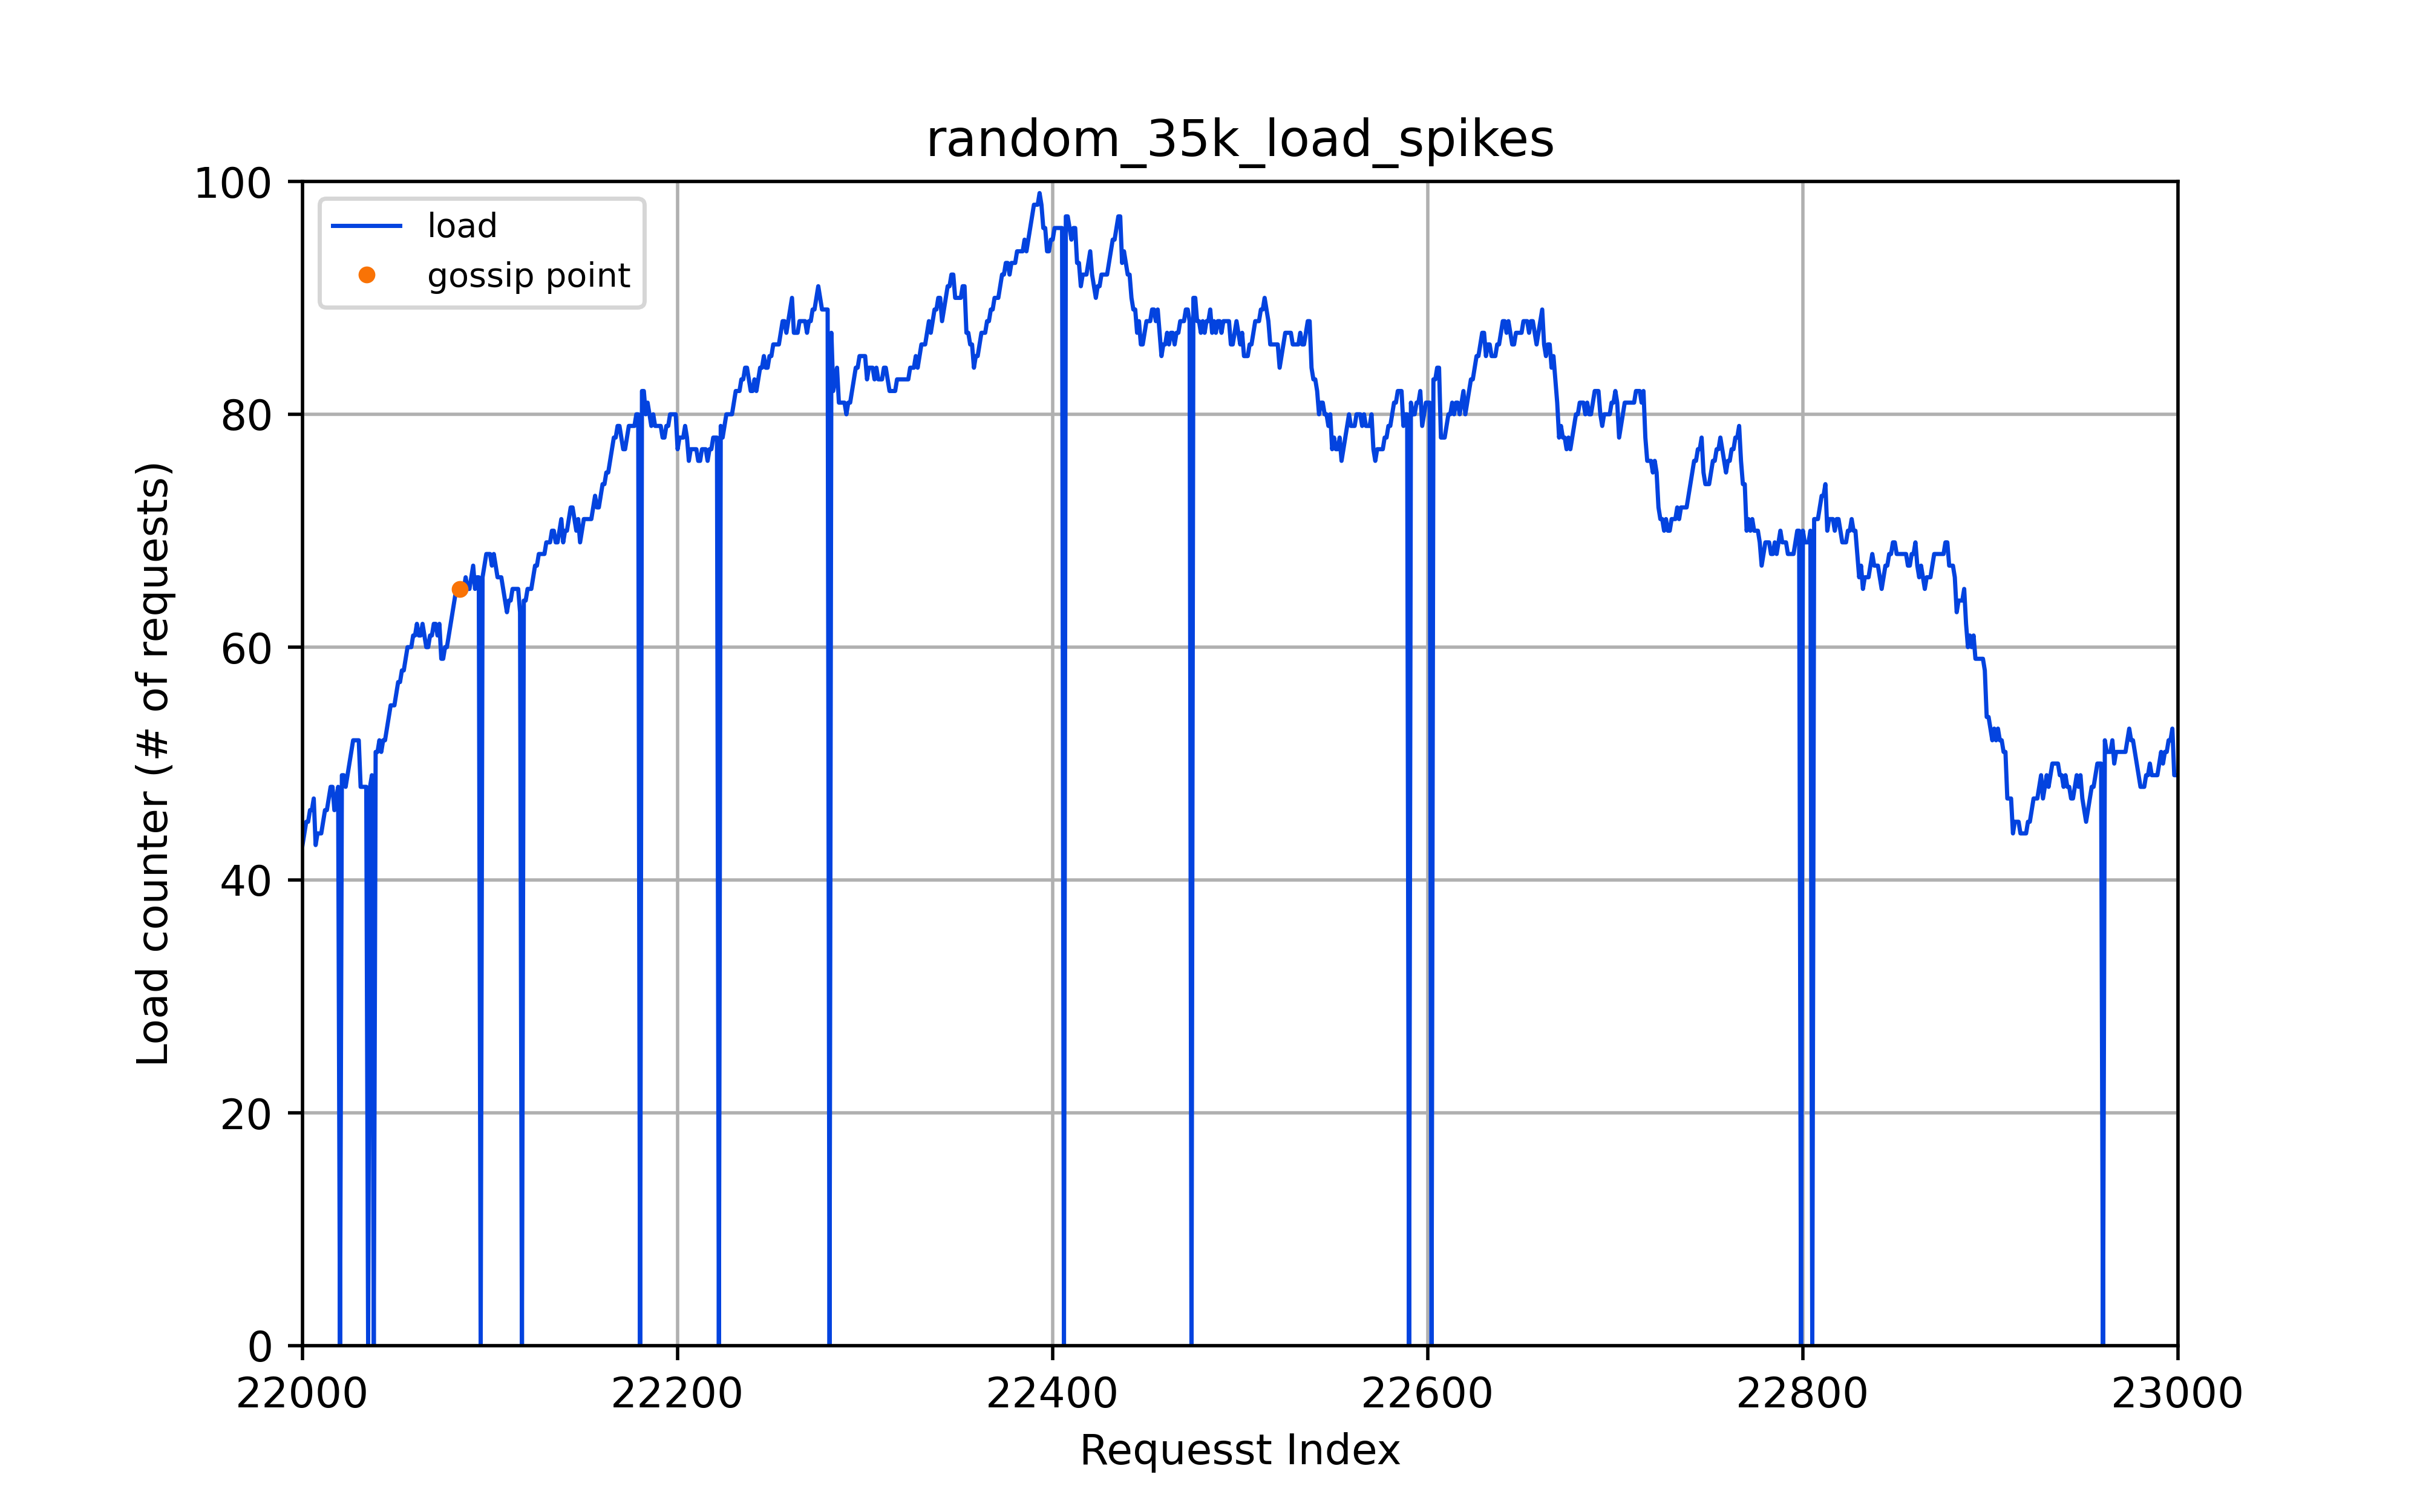 random_35k_load_spikes
load
gossip point
100
80
60
40
20
0
Load counter (# of requests)
22000 22200 22400 22600 22800 23000
Requesst Index